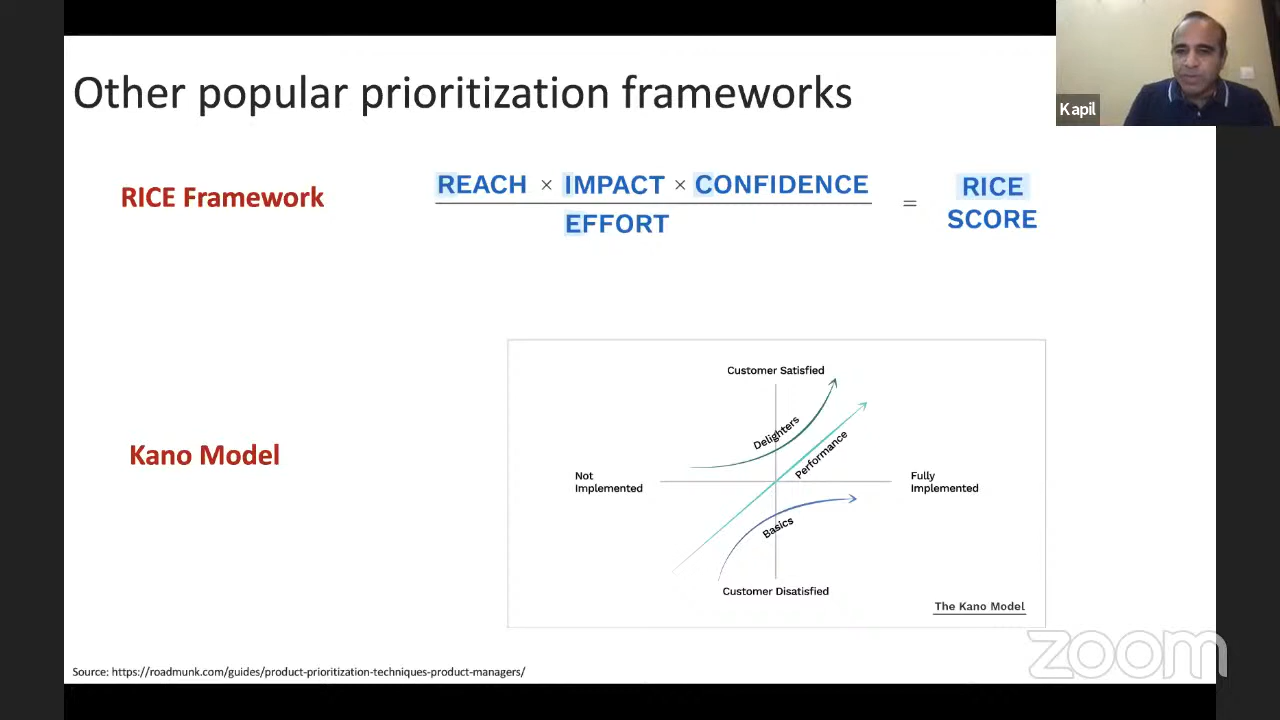 Other popular prioritization frameworks
Kapil
RICE Framework
REACH × IMPACT × CONFIDENCE
EFFORT
=
RICE
SCORE
Kano Model
Customer Satisfied
Delighters
Performance
Not
Implemented
Fully
Implemented
Basics
Customer Disatisfied
The Kano Model
Source: https://roadmunk.com/guides/product-prioritization-techniques-product-managers/
zoom